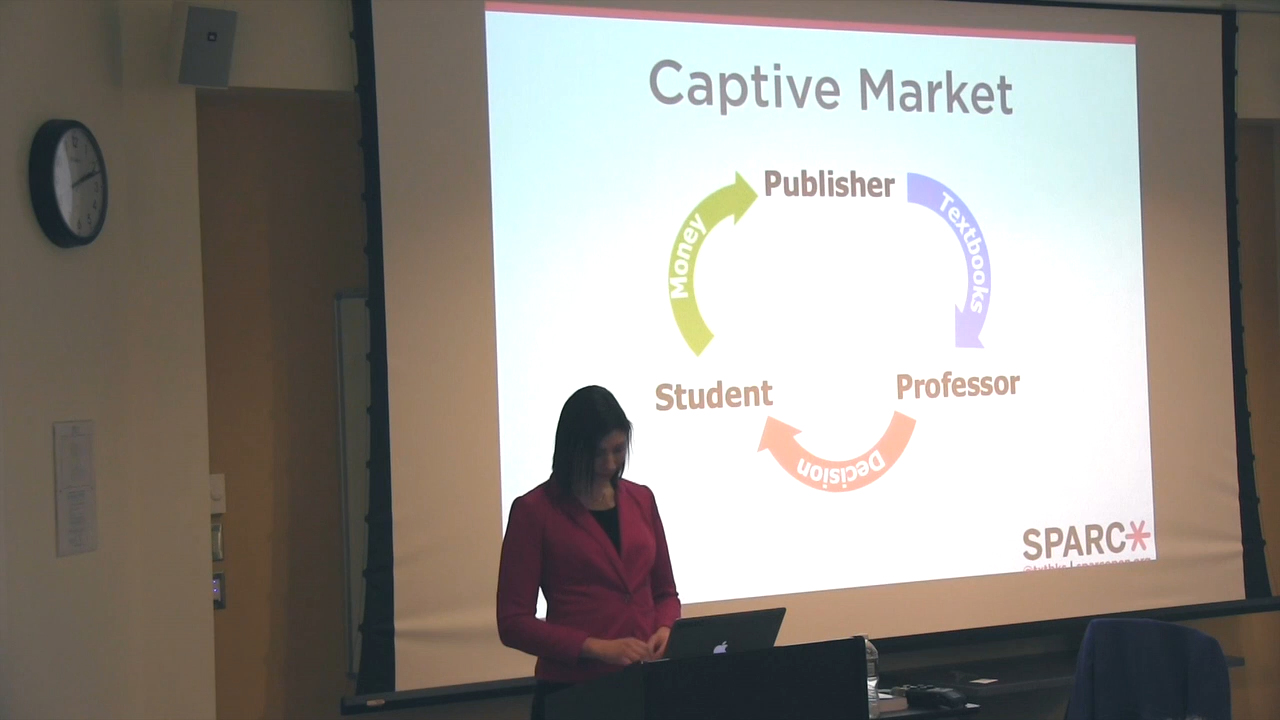 Captive Market
Publisher
Money
Textbooks
Student
Professor
Decision
SPARC